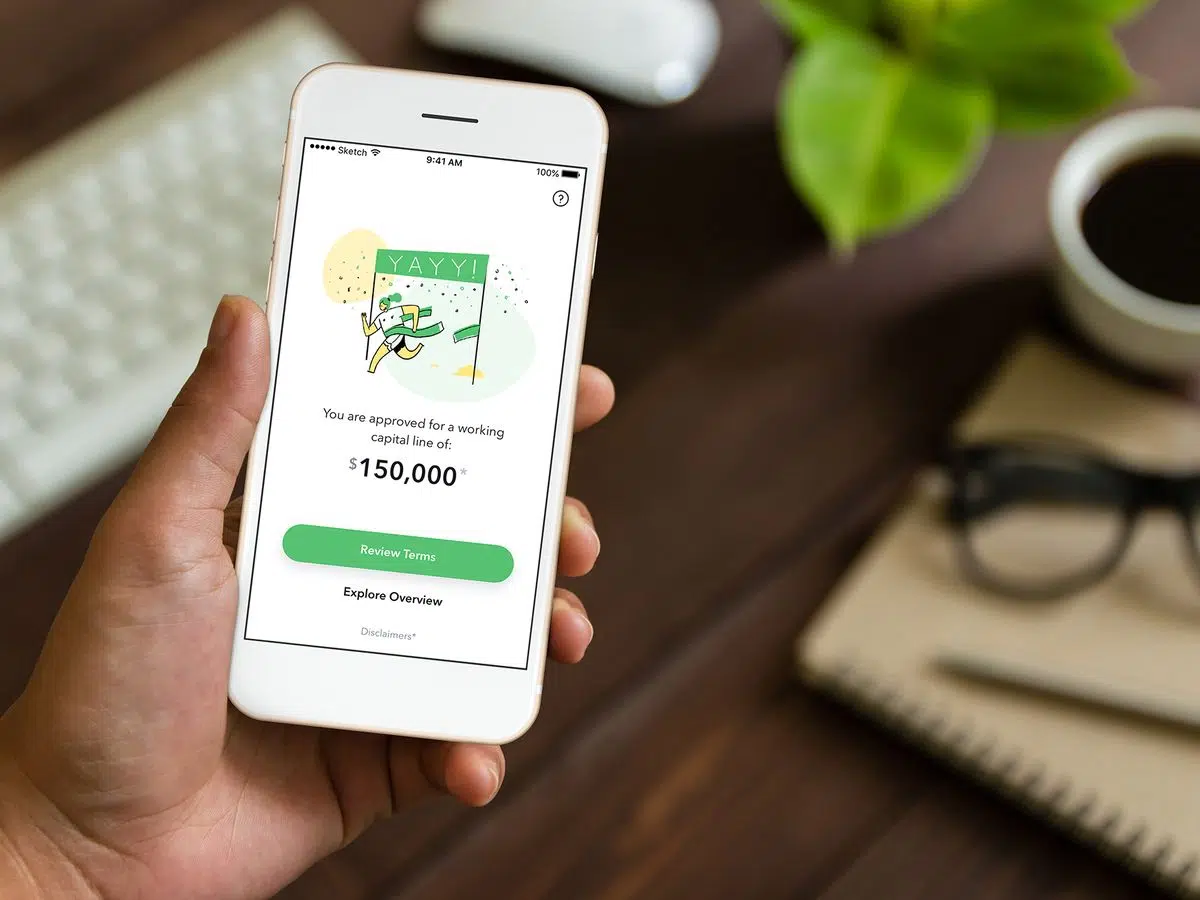 Sketch
9:41 AM
100%
?
YAYY!
You are approved for a working
capital line of:
$150,000*
Review Terms
Explore Overview
Disclaimers*